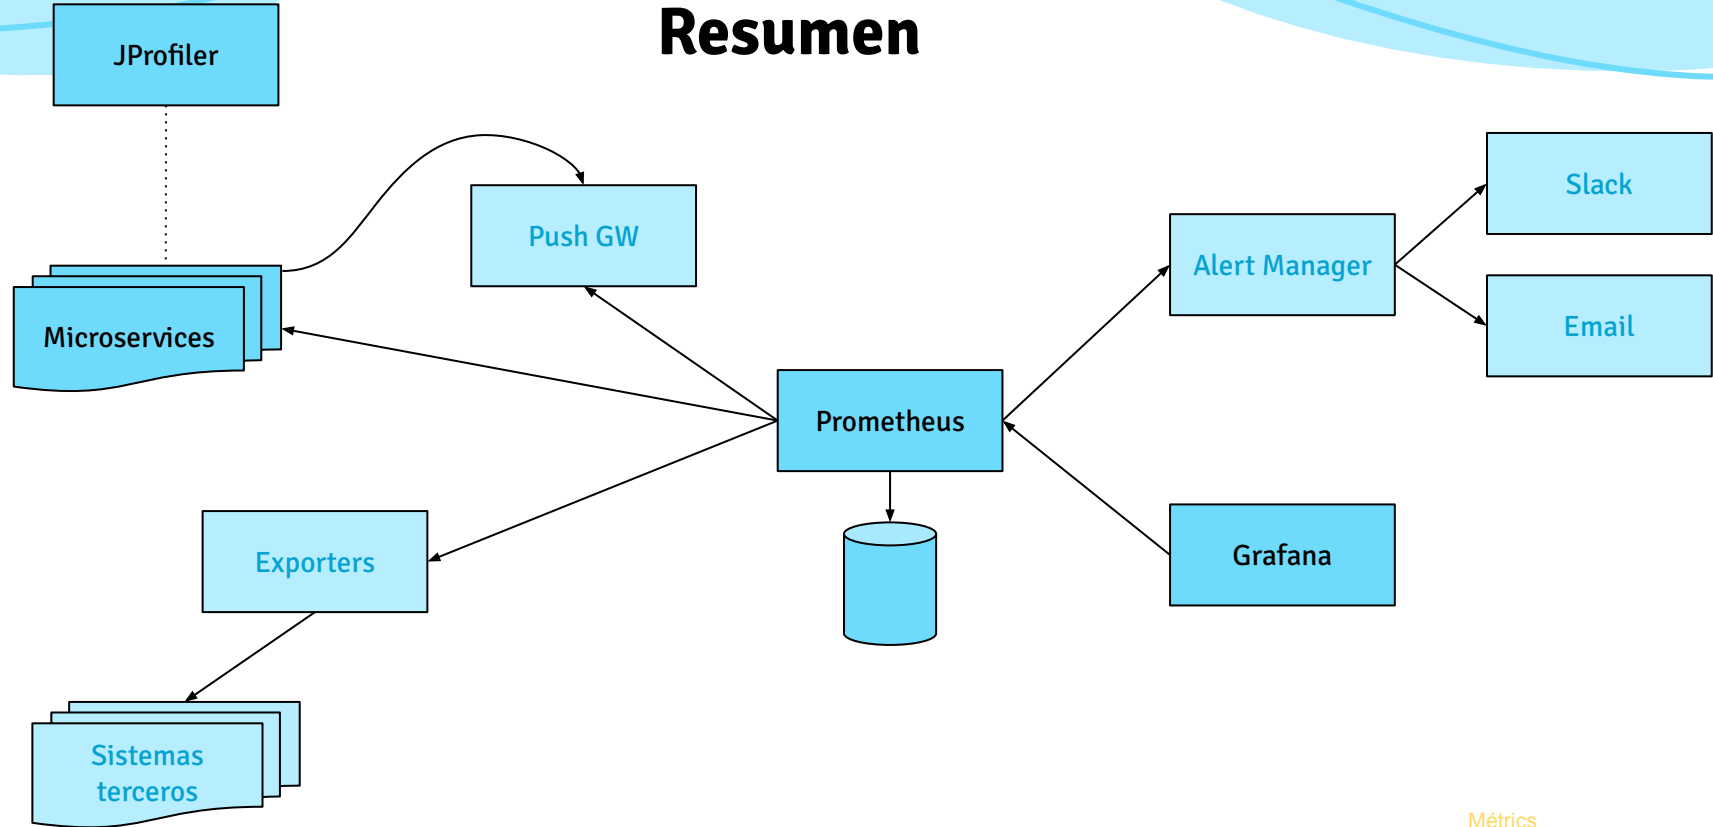 Resumen
JProfiler
Slack
Push GW
Alert Manager
Email
Microservices
Prometheus
Exporters
Grafana
Sistemas
terceros
Métrics